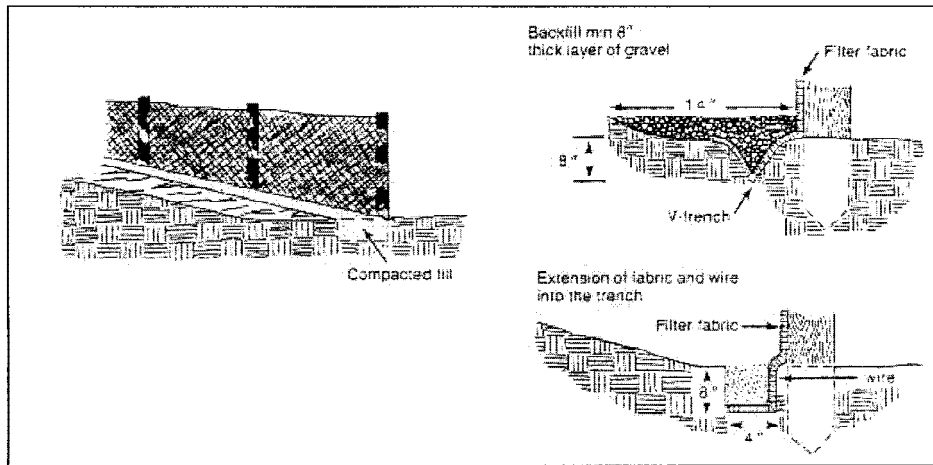 Backfill min 8"
thick layer of gravel
Filter fabric
14"
8"
V-trench
Compacted fill
Extension of fabric and wire
into the trench
Filter fabric
wire
8"
4"